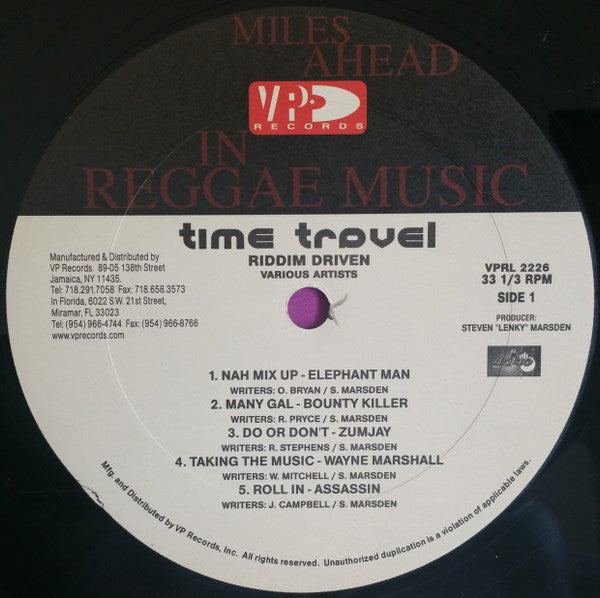 MILES
AHEAD
VP
RECORDS
IN
REGGAE MUSIC
time travel
RIDDIM DRIVEN
VARIOUS ARTISTS
Manufactured & Distributed by
VP Records. 89-05 138th Street
Jamaica, NY 11435.
Tel: 718.291.7058 Fax: 718.658.3573
In Florida, 6022 S.W. 21st Street,
Miramar, FL 33023
Tel: (954) 966-4744 Fax: (954) 966-8766
www.vprecords.com
VPRL 2226
33 1/3 RPM
SIDE 1
PRODUCER:
STEVEN "LENKY" MARSDEN
1. NAH MIX UP - ELEPHANT MAN
WRITERS: O. BRYAN / S. MARSDEN
2. MANY GAL - BOUNTY KILLER
WRITERS: R. PRYCE / S. MARSDEN
3. DO OR DON'T - ZUMJAY
WRITERS: R. STEPHENS / S. MARSDEN
4. TAKING THE MUSIC - WAYNE MARSHALL
WRITERS: W. MITCHELL / S. MARSDEN
5. ROLL IN - ASSASSIN
WRITERS: J. CAMPBELL / S. MARSDEN
Mfg. and Distributed by VP Records, Inc. All rights reserved. Unauthorized duplication is a violation of applicable laws.